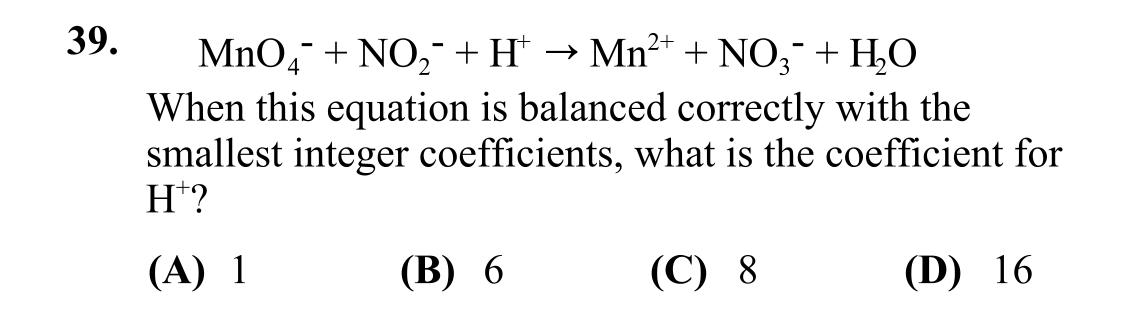 39. MnO₄⁻ + NO₂⁻ + H⁺ → Mn²⁺ + NO₃⁻ + H₂O
When this equation is balanced correctly with the
smallest integer coefficients, what is the coefficient for
H⁺?
(A) 1 (B) 6 (C) 8 (D) 16